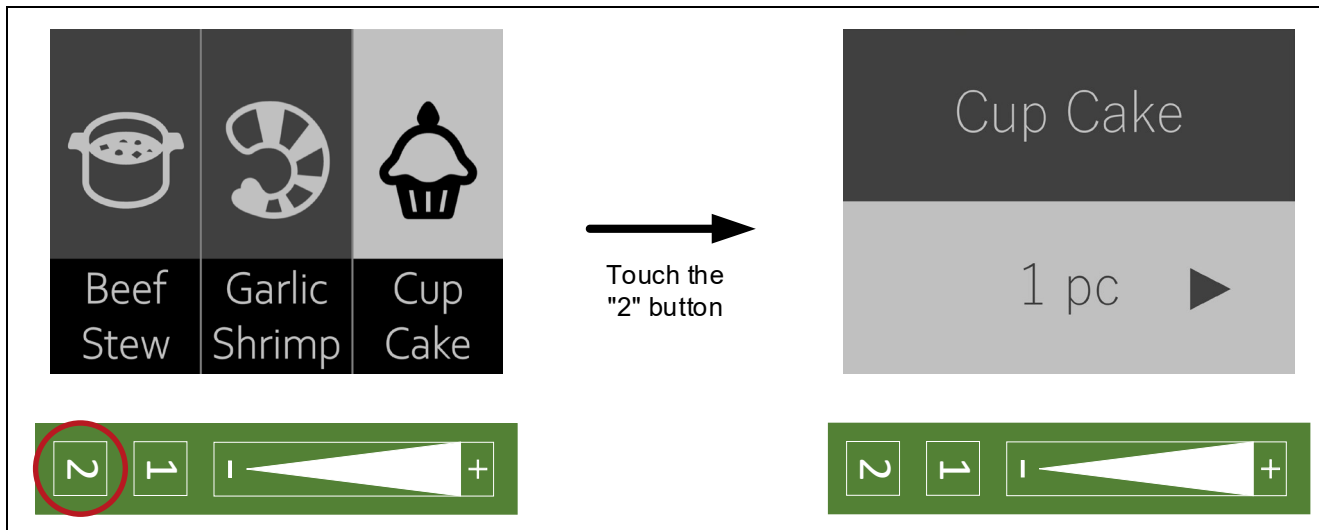 Beef
Stew
Garlic
Shrimp
Cup
Cake
Touch the
"2" button
Cup Cake
1 pc
2
1
-
+
2
1
-
+